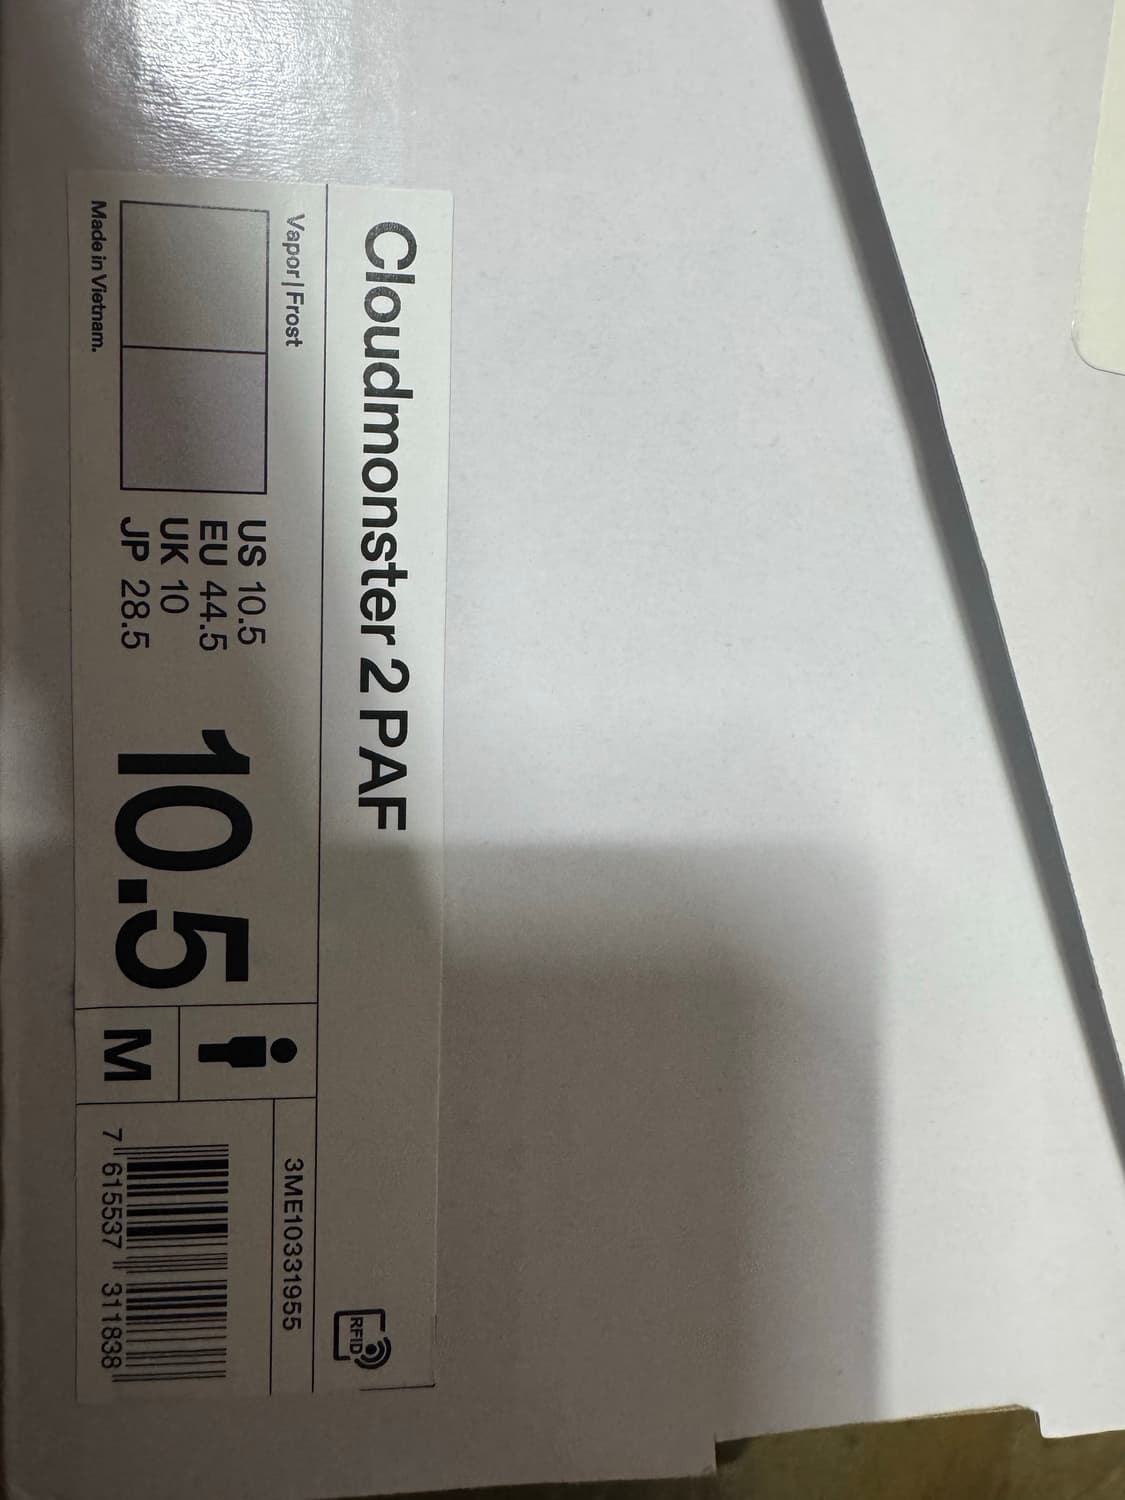 Cloudmonster 2 PAF
RFID
Vapor | Frost
Made in Vietnam.
US 10.5
EU 44.5
UK 10
JP 28.5
10.5
M
3ME10331955
7 615537 311838